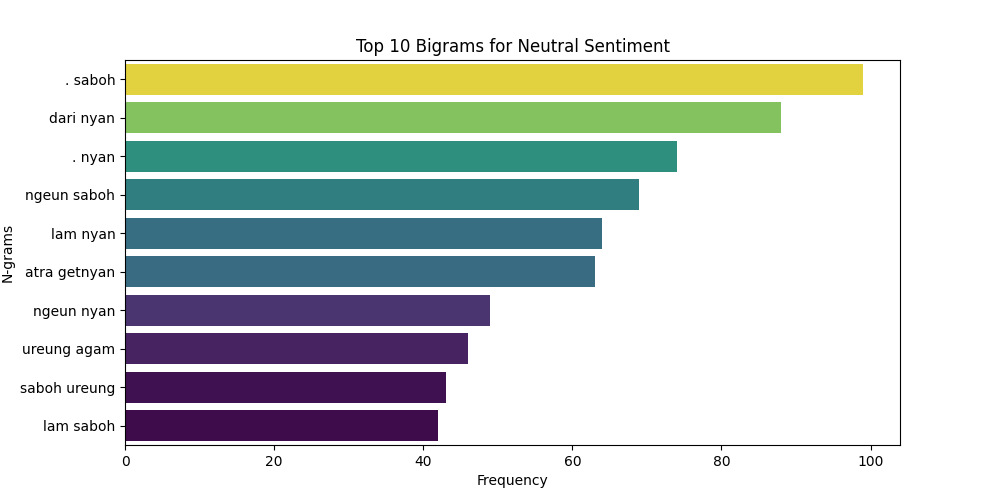 Top 10 Bigrams for Neutral Sentiment
. saboh
dari nyan
. nyan
ngeun saboh
lam nyan
atra getnyan
ngeun nyan
ureung agam
saboh ureung
lam saboh
N-grams
0 20 40 60 80 100
Frequency